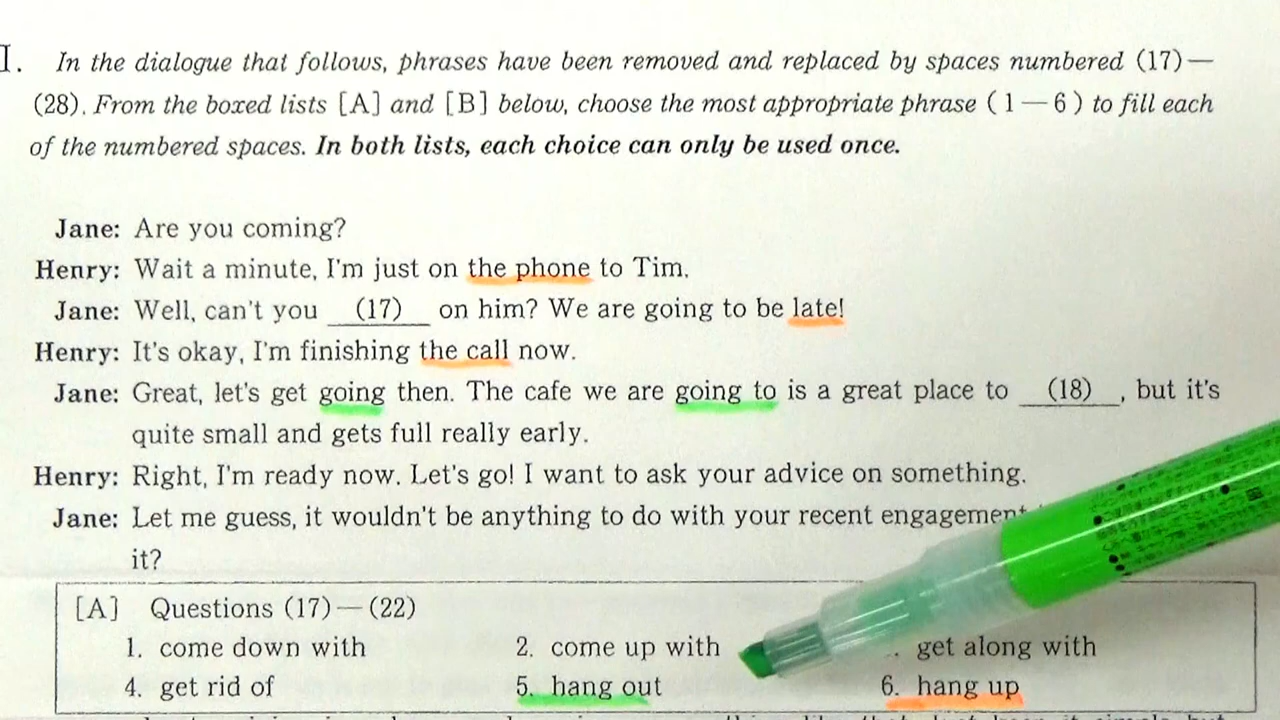 I. In the dialogue that follows, phrases have been removed and replaced by spaces numbered (17)—
(28). From the boxed lists [A] and [B] below, choose the most appropriate phrase (1—6) to fill each
of the numbered spaces. In both lists, each choice can only be used once.
Jane: Are you coming?
Henry: Wait a minute, I'm just on the phone to Tim.
Jane: Well, can't you (17) on him? We are going to be late!
Henry: It's okay, I'm finishing the call now.
Jane: Great, let's get going then. The cafe we are going to is a great place to (18) , but it's
quite small and gets full really early.
Henry: Right, I'm ready now. Let's go! I want to ask your advice on something.
Jane: Let me guess, it wouldn't be anything to do with your recent engagement
it?
[A] Questions (17)—(22)
1. come down with 2. come up with get along with
4. get rid of 5. hang out 6. hang up